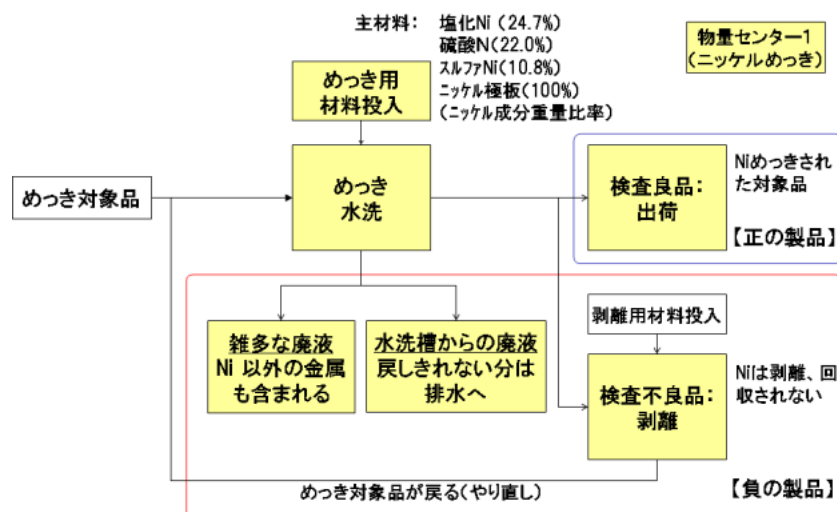 主材料： 塩化Ni (24.7%)
硫酸N(22.0%)
スルファNi(10.8%)
ニッケル極板(100%)
(ニッケル成分重量比率)
物量センター1
(ニッケルめっき)
めっき用
材料投入
めっき対象品
めっき
水洗
検査良品：
出荷
Niめっきされ
た対象品
【正の製品】
雑多な廃液
Ni 以外の金属
も含まれる
水洗槽からの廃液
戻しきれない分は
排水へ
剥離用材料投入
検査不良品：
剥離
Niは剥離、回
収されない
めっき対象品が戻る(やり直し)
【負の製品】